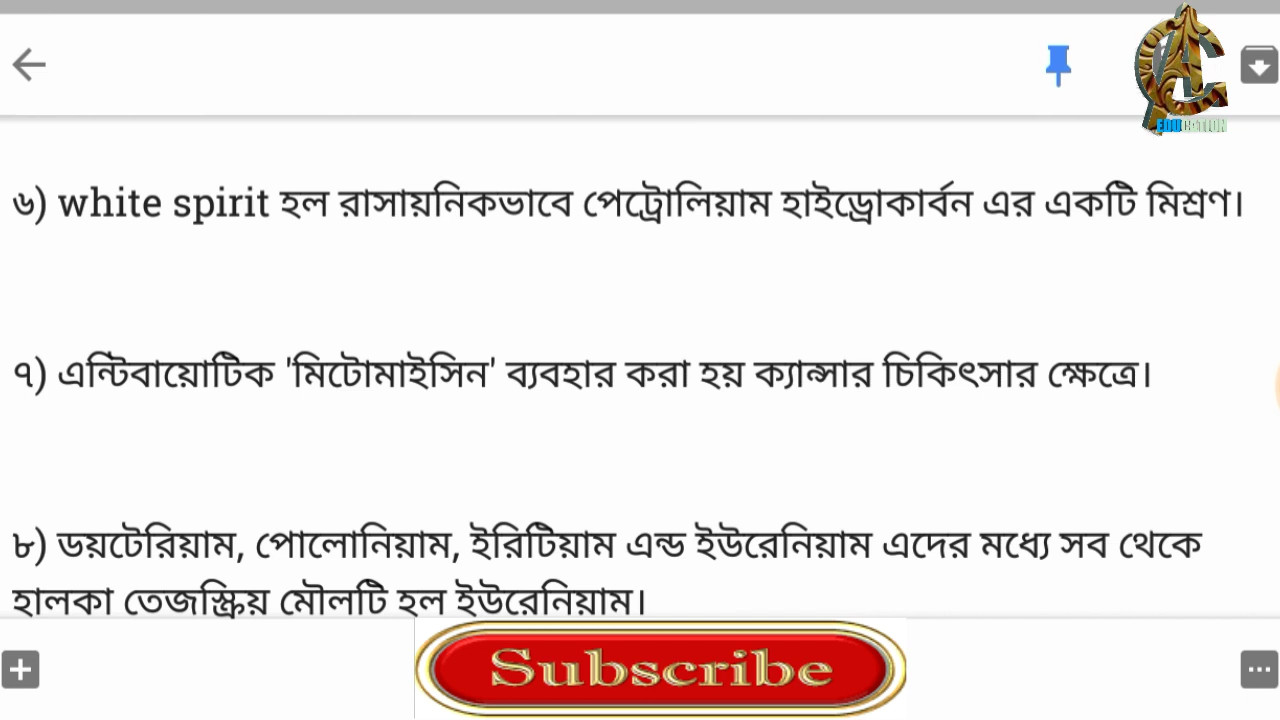 EDUCATION
৬) white spirit হল রাসায়নিকভাবে পেট্রোলিয়াম হাইড্রোকার্বন এর একটি মিশ্রণ।
৭) এন্টিবায়োটিক 'মিটোমাইসিন' ব্যবহার করা হয় ক্যান্সার চিকিৎসার ক্ষেত্রে।
৮) ডয়টেরিয়াম, পোলোনিয়াম, ইরিটিয়াম এন্ড ইউরেনিয়াম এদের মধ্যে সব থেকে
হালকা তেজস্ক্রিয় মৌলটি হল ইউরেনিয়াম।
Subscribe